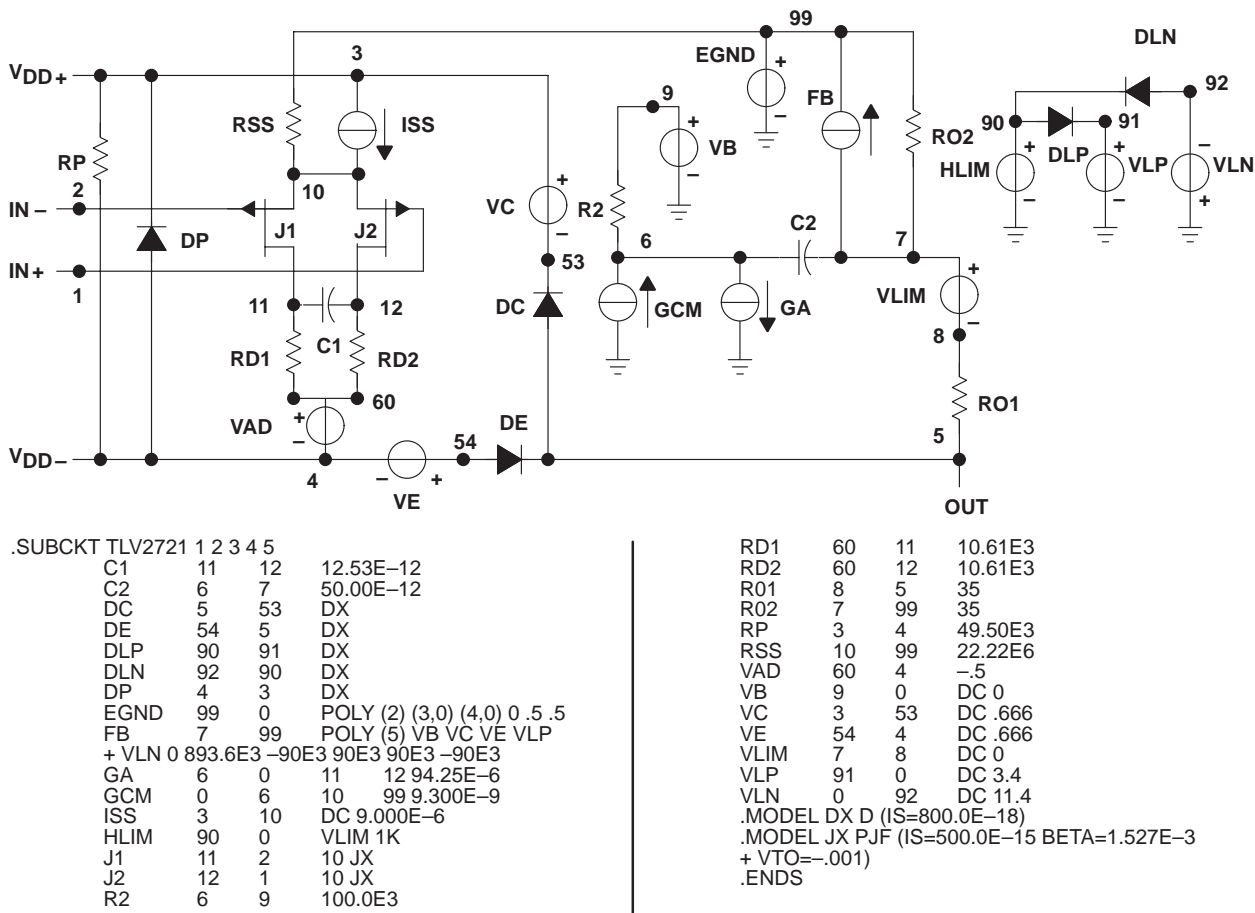 99
DLN
3
EGND
+
VDD+
9
FB
92
RSS
ISS
+
90
91
RP
VB
–
RO2
DLP
+
+
–
2
10
HLIM
VLP
VLN
IN –
VC
+
–
R2
C2
–
–
+
J1
J2
DP
6
7
IN+
53
1
+
11
12
DC
GCM
GA
VLIM
–
C1
8
RD1
RD2
RO1
60
+
VAD
–
DE
54
5
VDD–
4
–
+
VE
OUT
.SUBCKT TLV2721 1 2 3 4 5
C1 11 12 12.53E–12
C2 6 7 50.00E–12
DC 5 53 DX
DE 54 5 DX
DLP 90 91 DX
DLN 92 90 DX
DP 4 3 DX
EGND 99 0 POLY (2) (3,0) (4,0) 0 .5 .5
FB 7 99 POLY (5) VB VC VE VLP
+ VLN 0 893.6E3 –90E3 90E3 90E3 –90E3
GA 6 0 11 12 94.25E–6
GCM 0 6 10 99 9.300E–9
ISS 3 10 DC 9.000E–6
HLIM 90 0 VLIM 1K
J1 11 2 10 JX
J2 12 1 10 JX
R2 6 9 100.0E3
RD1 60 11 10.61E3
RD2 60 12 10.61E3
R01 8 5 35
R02 7 99 35
RP 3 4 49.50E3
RSS 10 99 22.22E6
VAD 60 4 –.5
VB 9 0 DC 0
VC 3 53 DC .666
VE 54 4 DC .666
VLIM 7 8 DC 0
VLP 91 0 DC 3.4
VLN 0 92 DC 11.4
.MODEL DX D (IS=800.0E–18)
.MODEL JX PJF (IS=500.0E–15 BETA=1.527E–3
+ VTO=–.001)
.ENDS